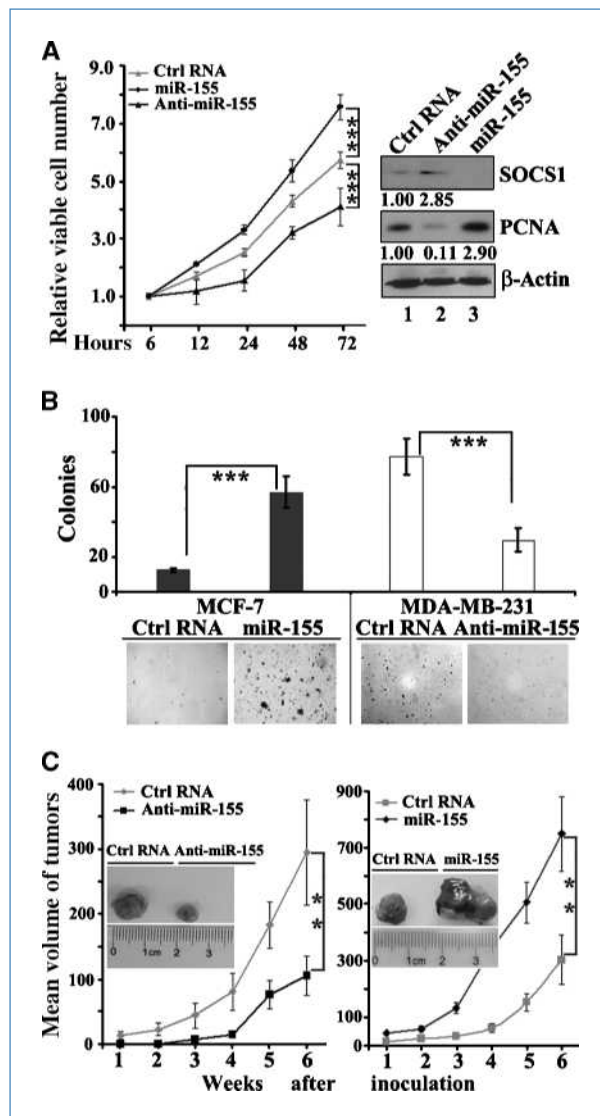 A
9.0
7.0
5.0
3.0
1.0
Relative viable cell number
Ctrl RNA
miR-155
Anti-miR-155
***
***
Hours 6 12 24 48 72
Ctrl RNA
Anti-miR-155
miR-155
SOCS1
1.00 2.85
PCNA
1.00 0.11 2.90
β-Actin
1 2 3
B
100
60
20
0
Colonies
***
***
MCF-7 MDA-MB-231
Ctrl RNA miR-155 Ctrl RNA Anti-miR-155
C
400
300
200
100
0
Mean volume of tumors
Ctrl RNA
Anti-miR-155
Ctrl RNA Anti-miR-155
0 1cm 2 3
**
1 2 3 4 5 6
900
700
500
300
100
Ctrl RNA
miR-155
Ctrl RNA miR-155
0 1cm 2 3
**
1 2 3 4 5 6
Weeks after inoculation